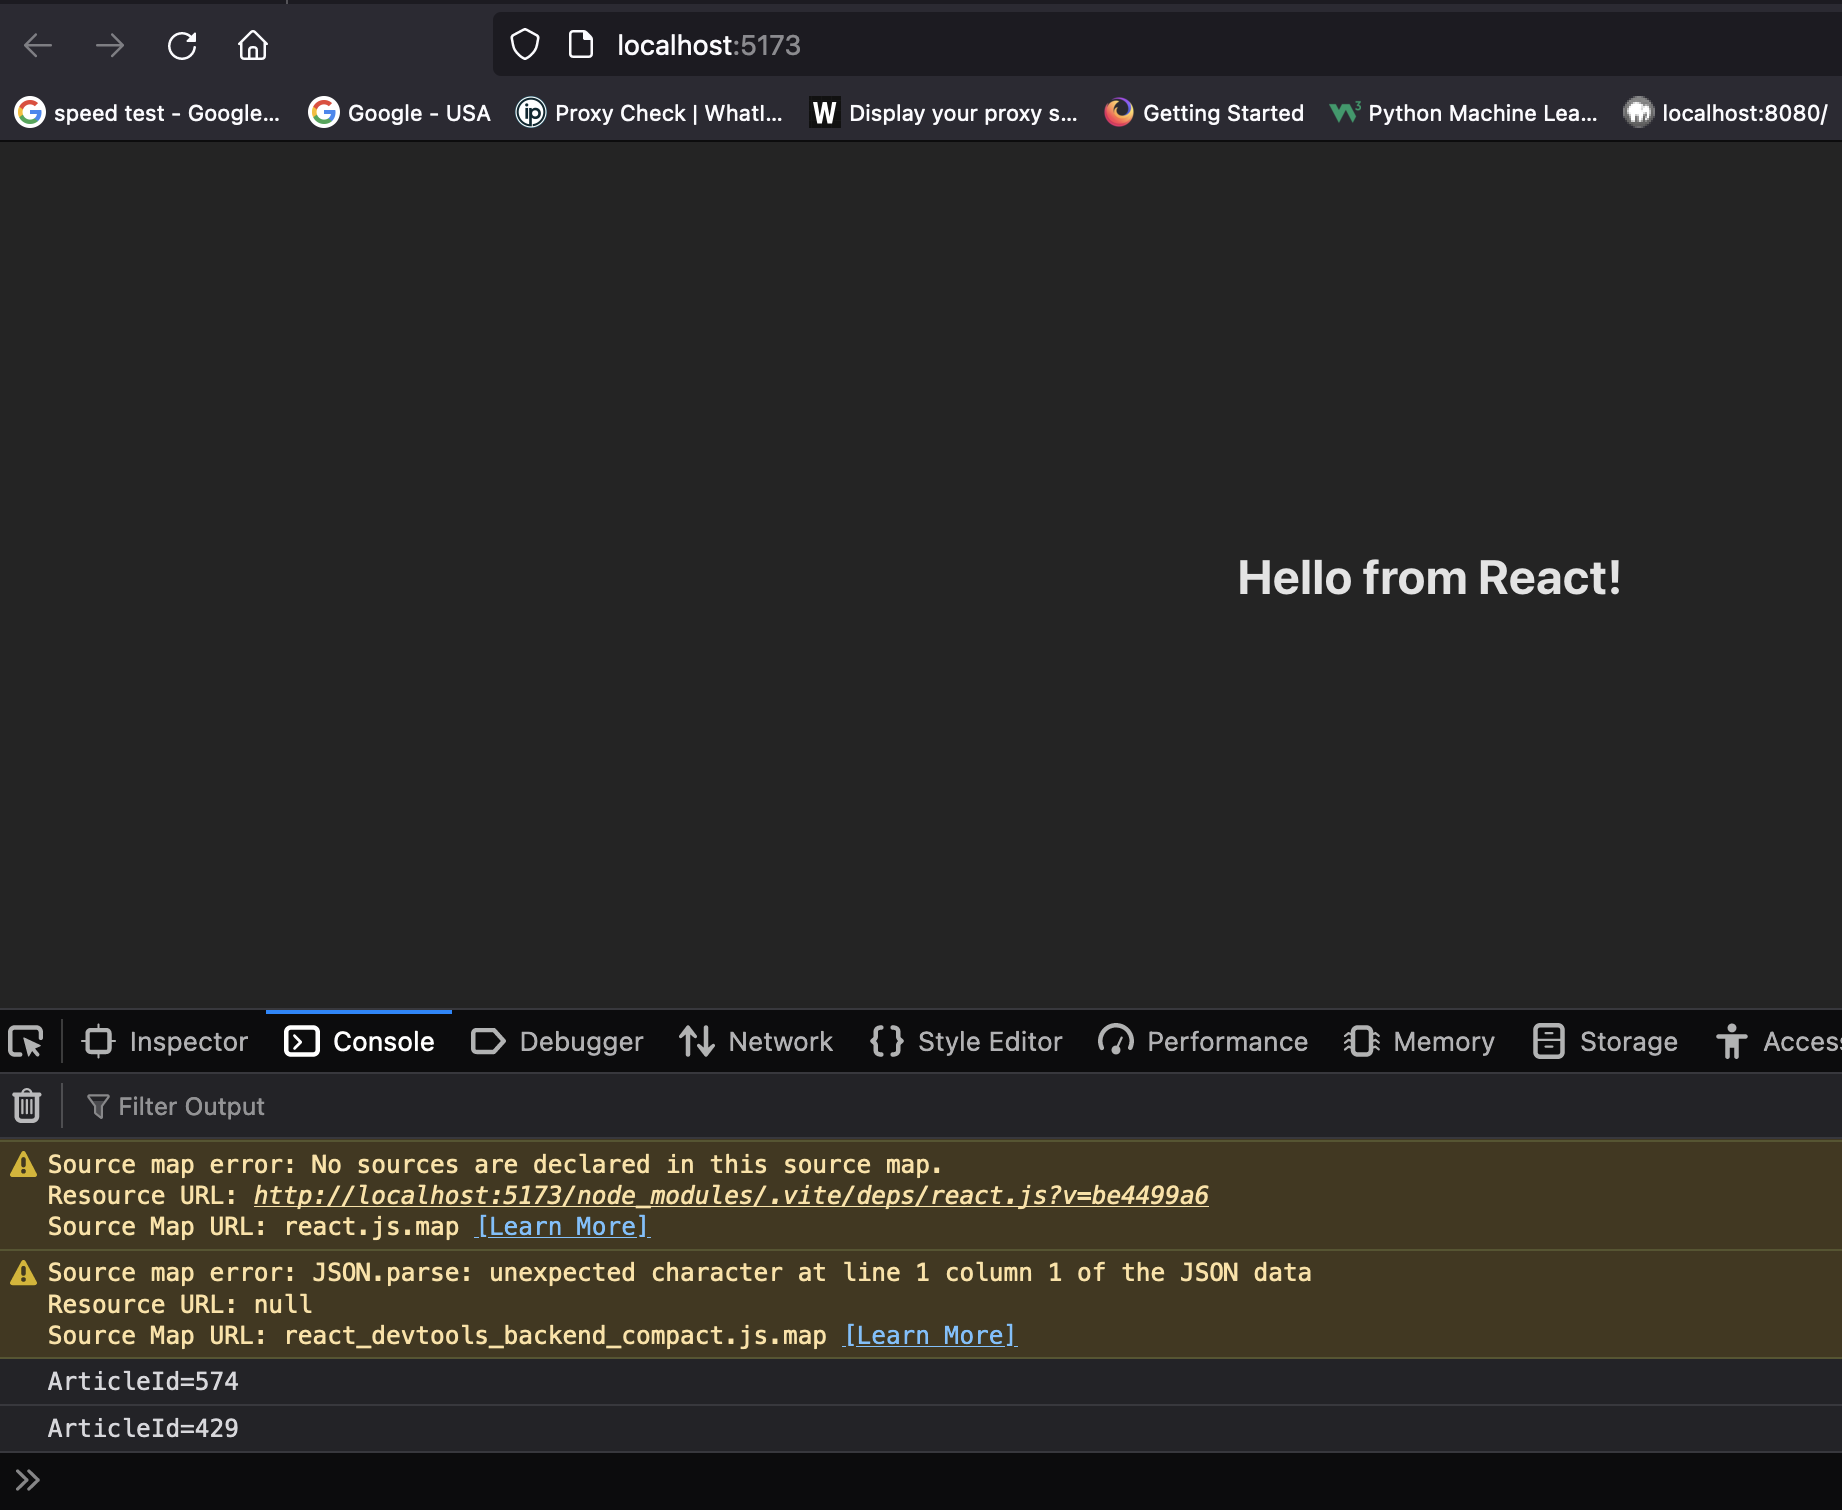 localhost:5173
speed test - Google... Google - USA Proxy Check | WhatI... Display your proxy s... Getting Started Python Machine Lea... localhost:8080/
Hello from React!
Inspector Console Debugger Network Style Editor Performance Memory Storage Access
Filter Output
Source map error: No sources are declared in this source map.
Resource URL: http://localhost:5173/node_modules/.vite/deps/react.js?v=be4499a6
Source Map URL: react.js.map [Learn More]
Source map error: JSON.parse: unexpected character at line 1 column 1 of the JSON data
Resource URL: null
Source Map URL: react_devtools_backend_compact.js.map [Learn More]
ArticleId=574
ArticleId=429